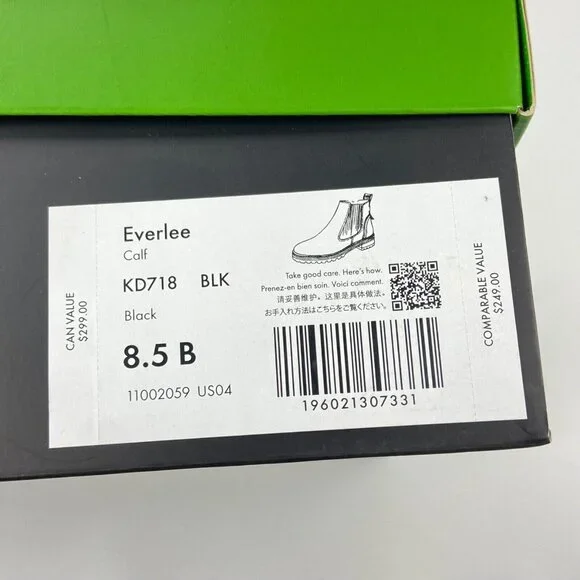 CAN VALUE
$299.00
Everlee
Calf
KD718 BLK
Black
8.5 B
11002059 US04
Take good care. Here's how.
Prenez-en bien soin. Voici comment.
请妥善维护。这里是具体做法。
お手入れ方法はこちらをご覧ください。
196021307331
COMPARABLE VALUE
$249.00